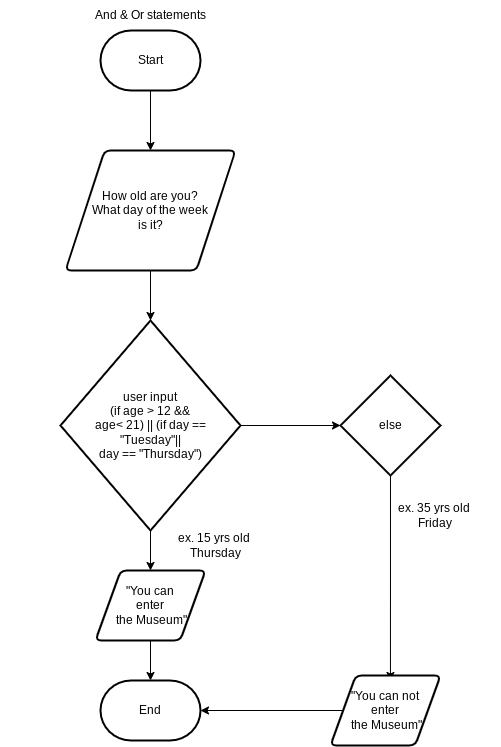 And & Or statements
Start
How old are you?
What day of the week
is it?
user input
(if age > 12 &&
age< 21) || (if day ==
"Tuesday"||
day == "Thursday")
else
ex. 35 yrs old
Friday
ex. 15 yrs old
Thursday
"You can
enter
the Museum"
"You can not
enter
the Museum"
End